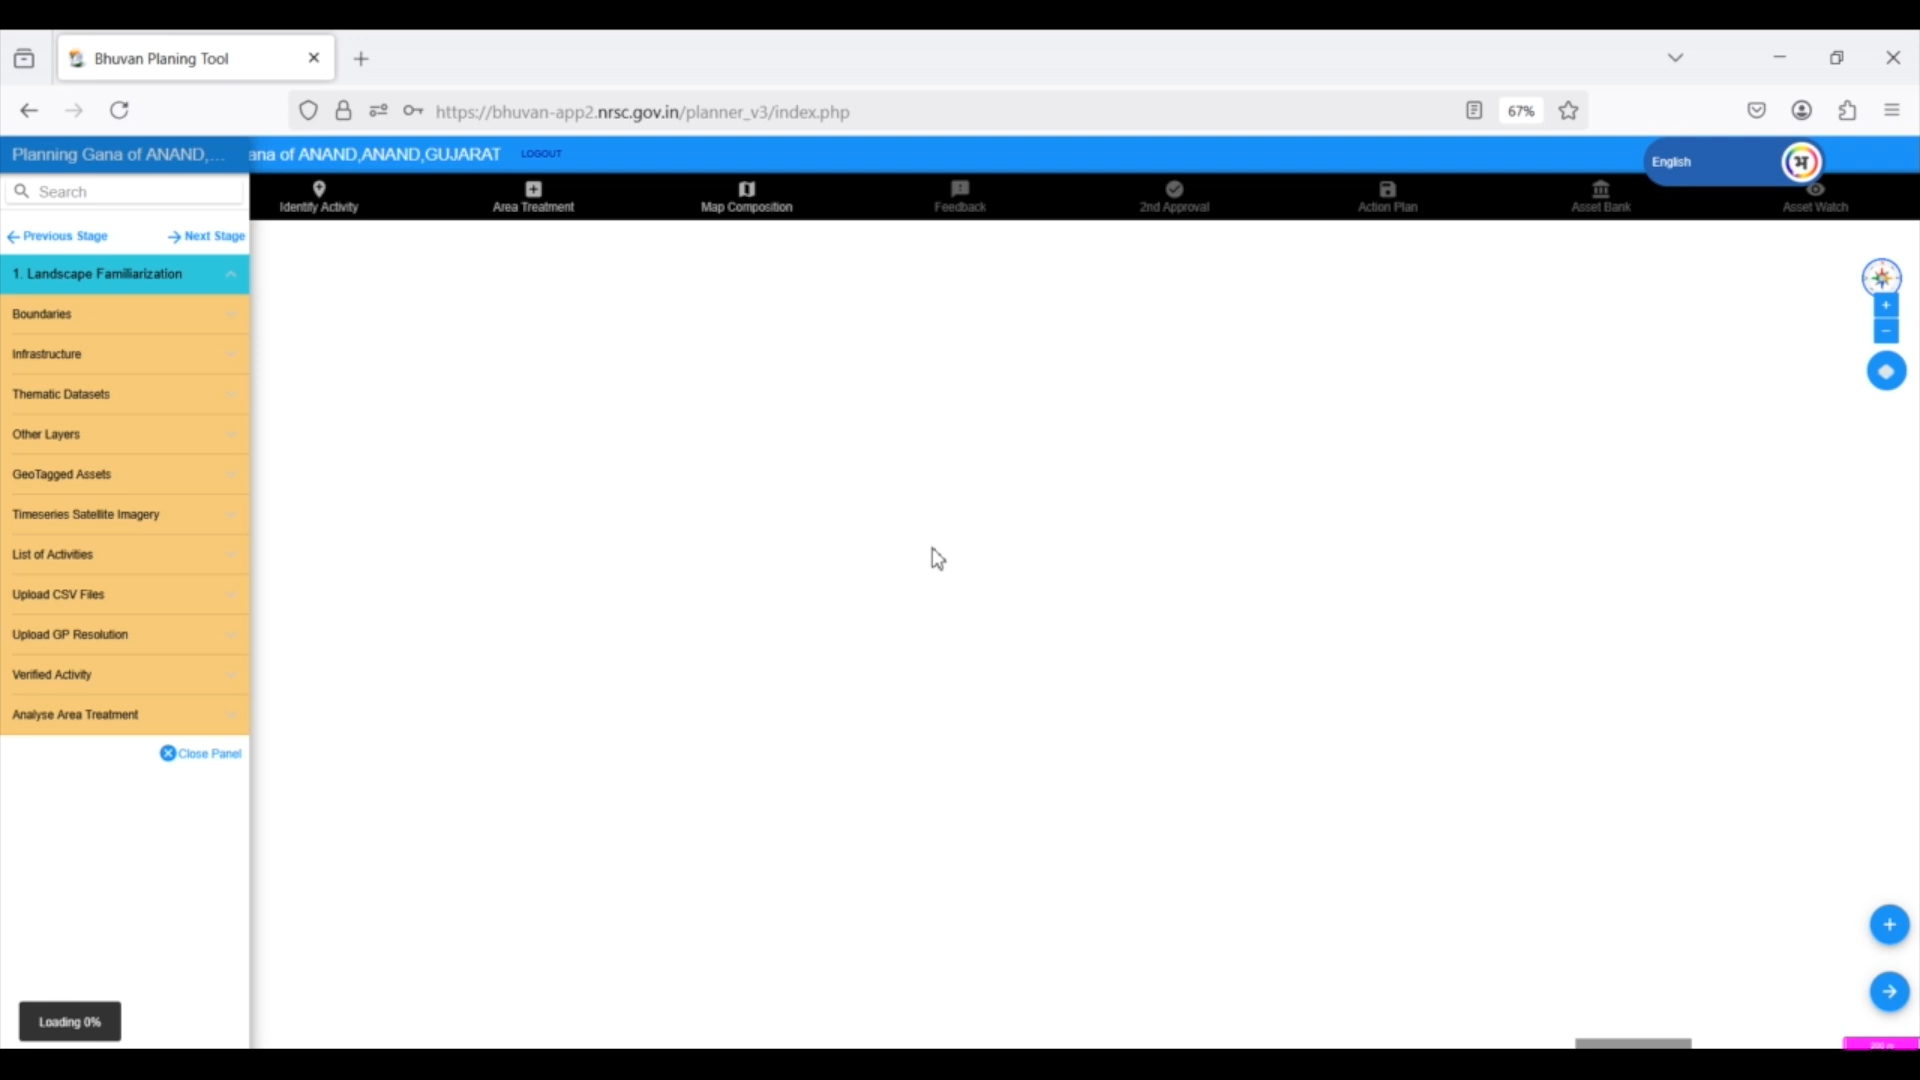 Bhuvan Planing Tool
https://bhuvan-app2.nrsc.gov.in/planner_v3/index.php
67%
Planning Gana of ANAND,...
ana of ANAND,ANAND,GUJARAT
LOGOUT
English
अ
Search
Identify Activity
Area Treatment
Map Composition
Feedback
2nd Approval
Action Plan
Asset Bank
Asset Watch
Previous Stage
Next Stage
1. Landscape Familiarization
Boundaries
Infrastructure
Thematic Datasets
Other Layers
GeoTagged Assets
Timeseries Satellite Imagery
List of Activities
Upload CSV Files
Upload GP Resolution
Verified Activity
Analyse Area Treatment
Close Panel
Loading 0%
200 m